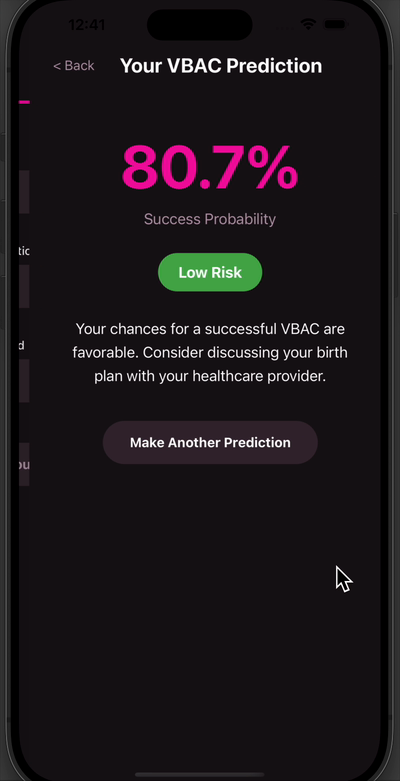 12:41
< Back
Your VBAC Prediction
80.7%
Success Probability
tic
Low Risk
Your chances for a successful VBAC are
d
favorable. Consider discussing your birth
plan with your healthcare provider.
Make Another Prediction
ou